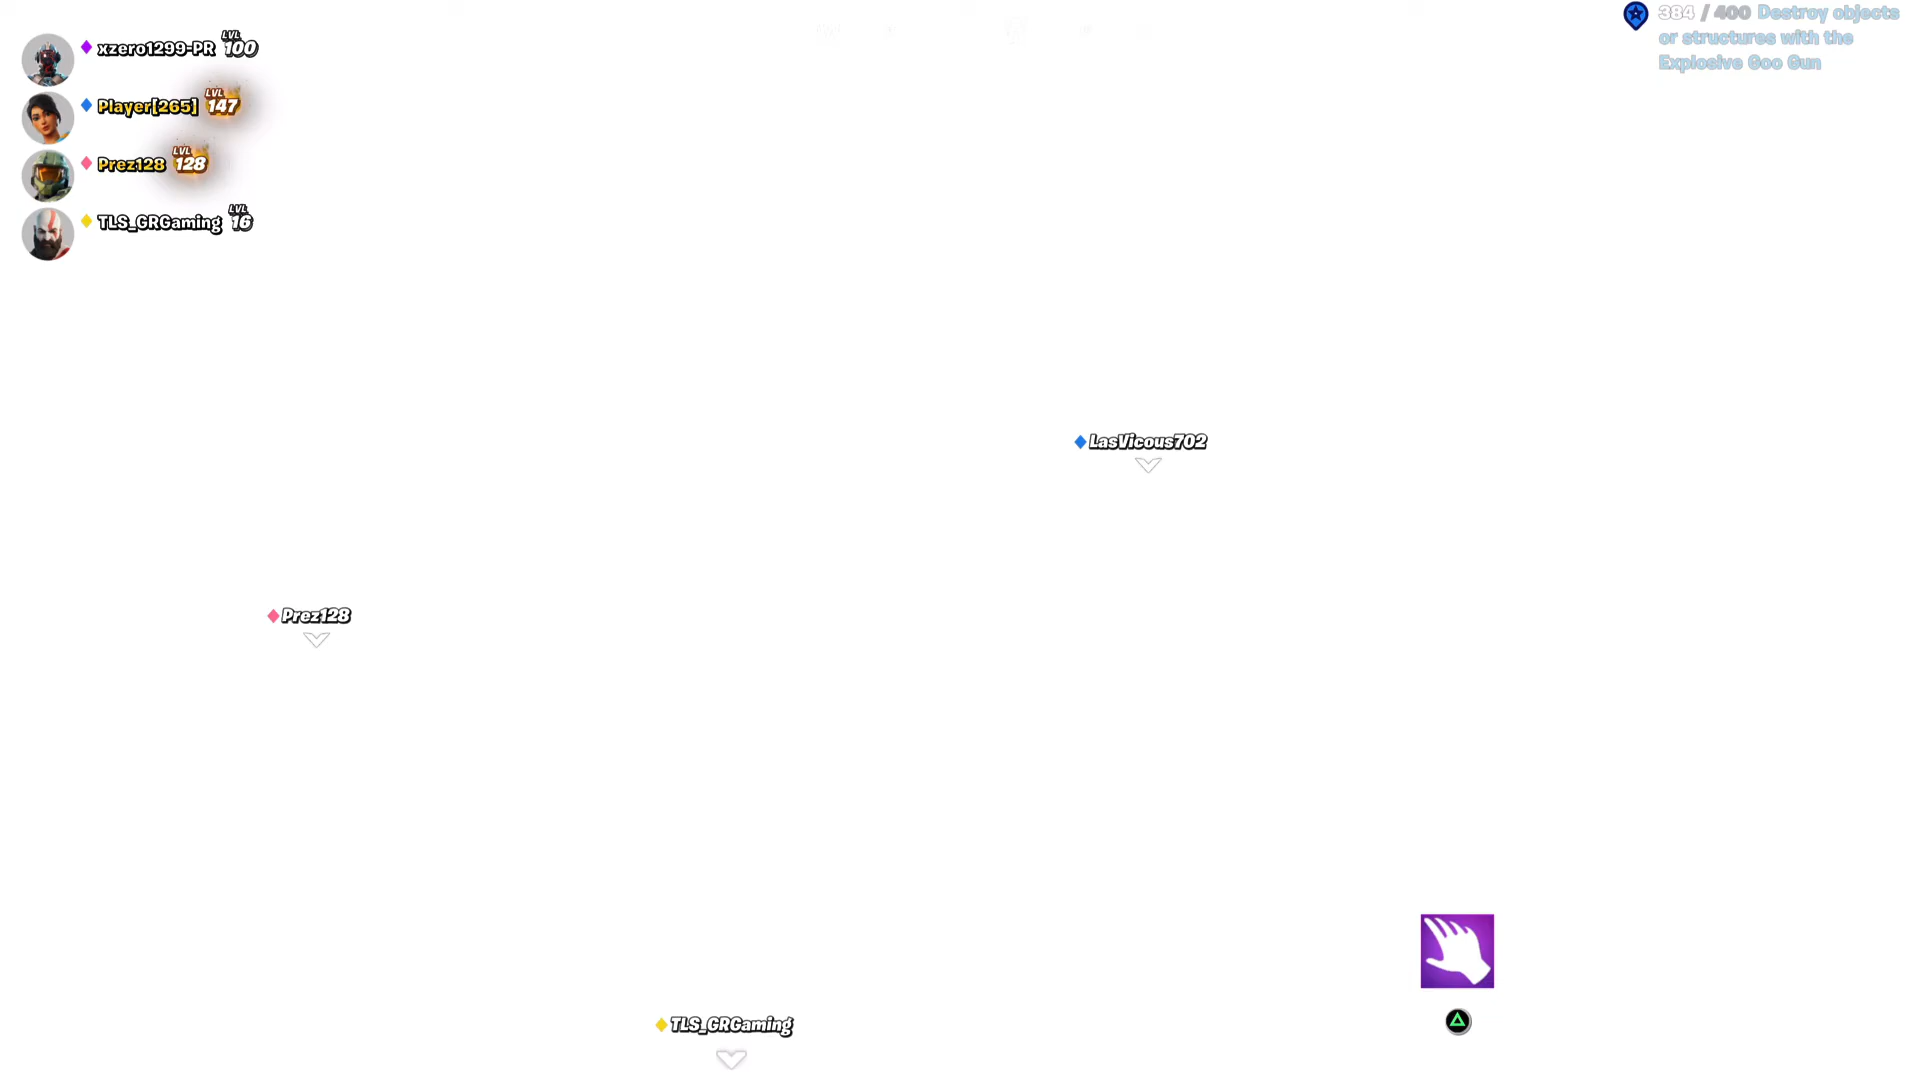 xzero1299-PR LVL 100
Player[265] LVL 147
Prez128 LVL 128
TLS_GRGaming LVL 16
384 / 400 Destroy objects
or structures with the
Explosive Goo Gun
LasVicous702
Prez128
TLS_GRGaming